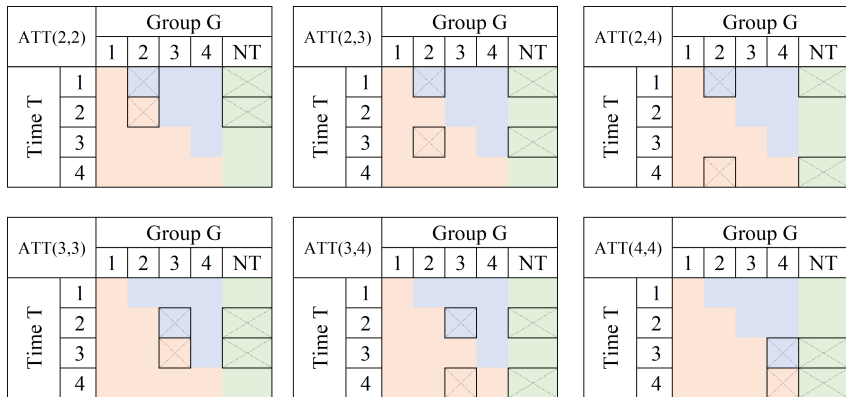 ATT(2,2) Group G
1 2 3 4 NT
Time T
1
2
3
4
ATT(2,3) Group G
1 2 3 4 NT
Time T
1
2
3
4
ATT(2,4) Group G
1 2 3 4 NT
Time T
1
2
3
4
ATT(3,3) Group G
1 2 3 4 NT
Time T
1
2
3
4
ATT(3,4) Group G
1 2 3 4 NT
Time T
1
2
3
4
ATT(4,4) Group G
1 2 3 4 NT
Time T
1
2
3
4